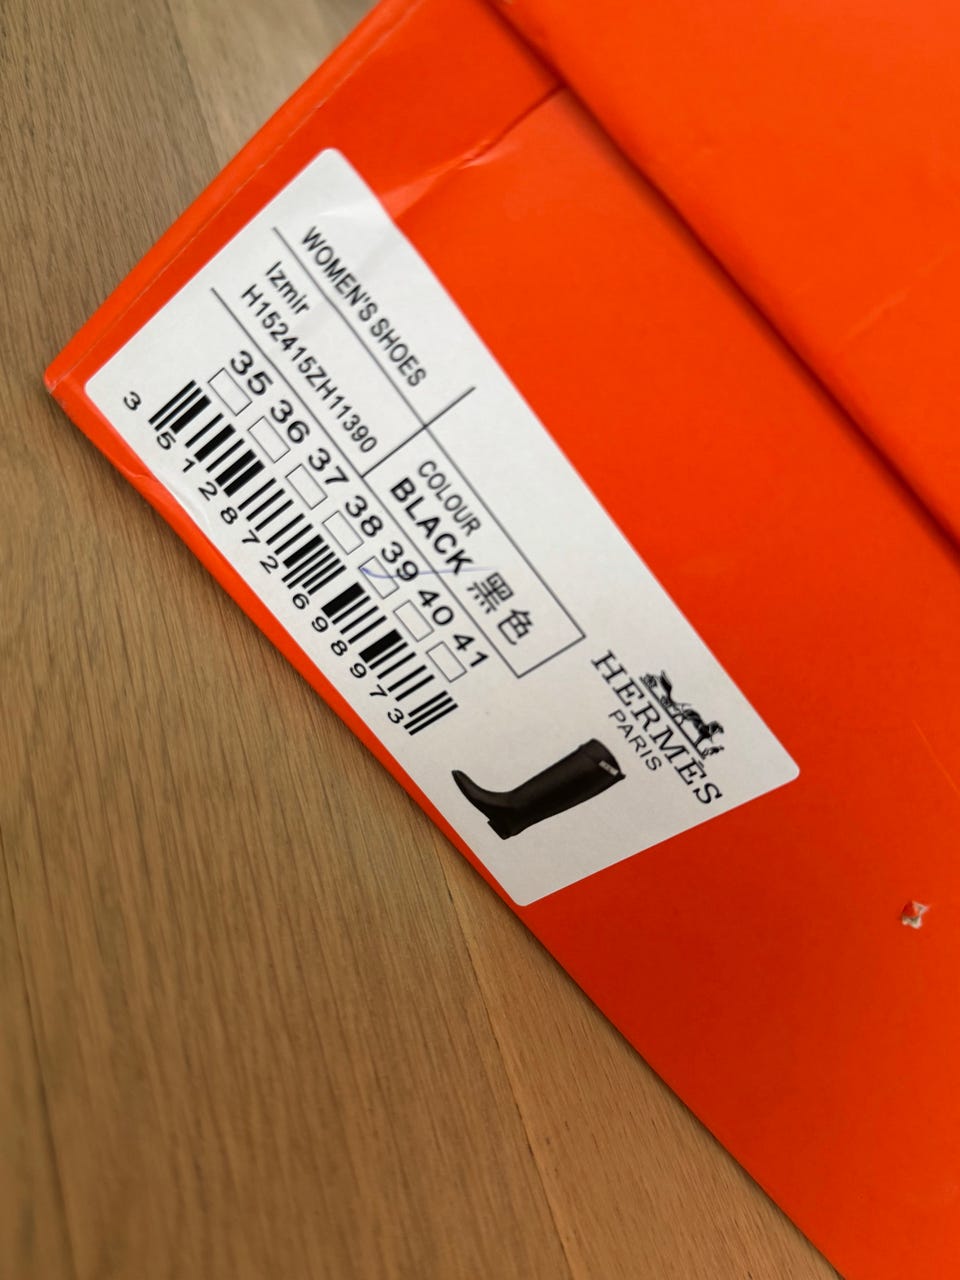 WOMEN'S SHOES
Izmir
H152415ZH11390
COLOUR
BLACK 黑色
35 36 37 38 39 40 41
3 512872 698973
HERMÈS
PARIS